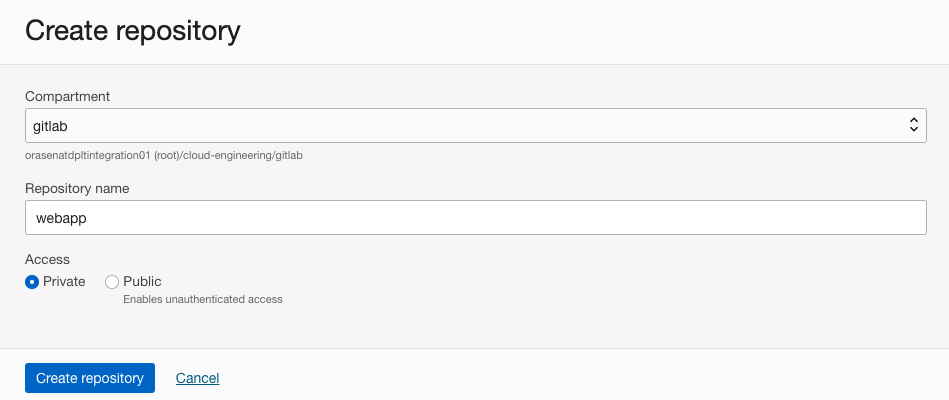 Create repository
Compartment
gitlab
orasenatdpltintegration01 (root)/cloud-engineering/gitlab
Repository name
webapp
Access
Private Public
Enables unauthenticated access
Create repository Cancel